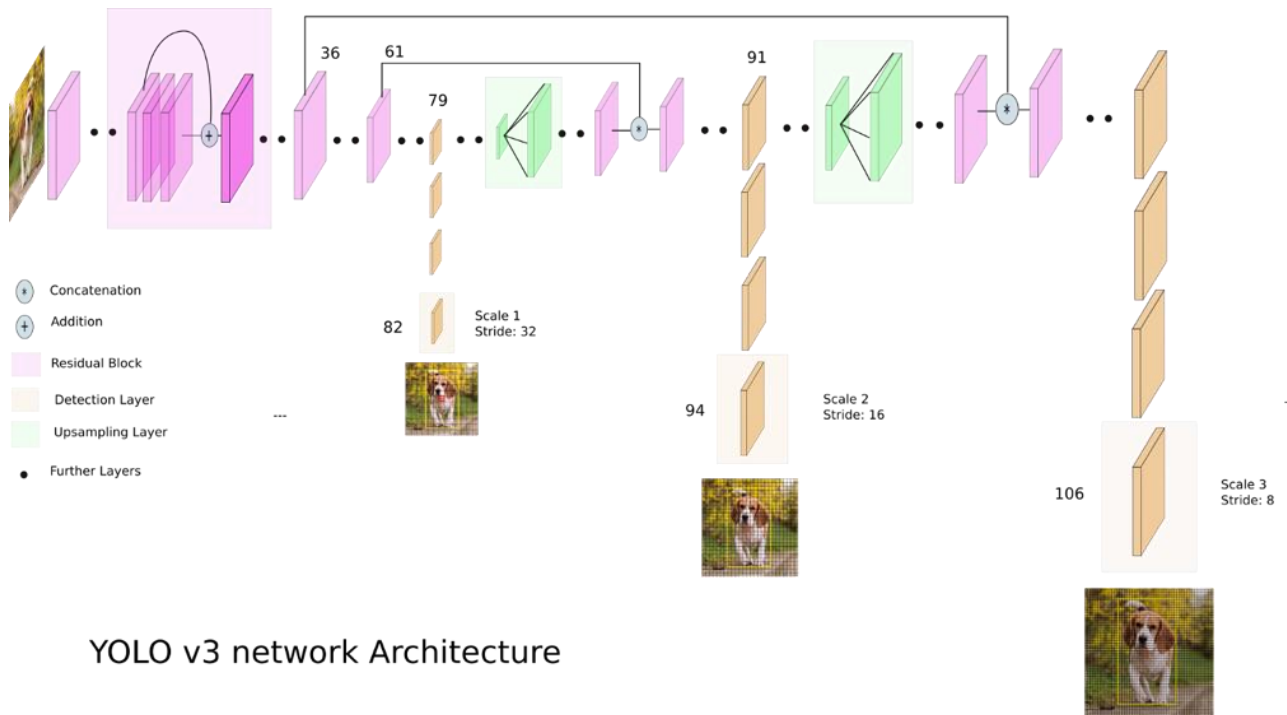 36
61
79
91
+
*
*
* Concatenation
+ Addition
Residual Block
Detection Layer
Upsampling Layer
Further Layers
---
82
Scale 1
Stride: 32
94
Scale 2
Stride: 16
106
Scale 3
Stride: 8
YOLO v3 network Architecture